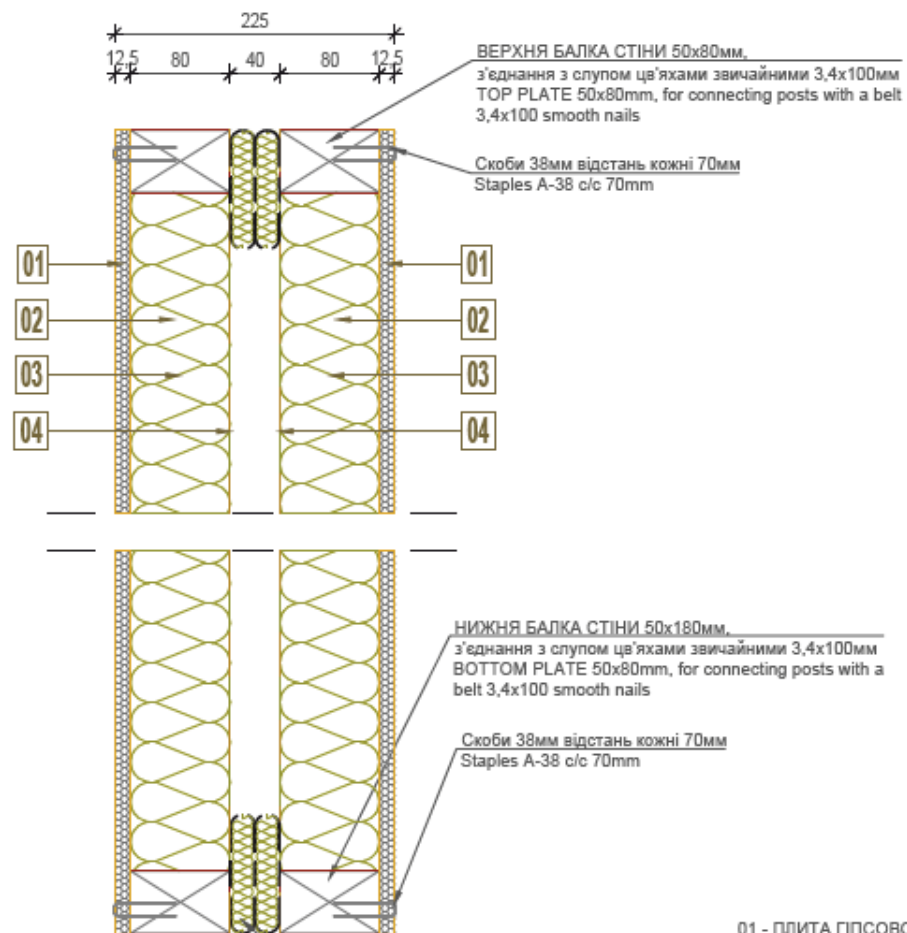 225
12,5 80 40 80 12,5
ВЕРХНЯ БАЛКА СТІНИ 50х80мм,
з'єднання з слупом цв'яхами звичайними 3,4х100мм
TOP PLATE 50x80mm, for connecting posts with a belt
3,4x100 smooth nails
Скоби 38мм відстань кожні 70мм
Staples A-38 c/c 70mm
01 01
02 02
03 03
04 04
НИЖНЯ БАЛКА СТІНИ 50х180мм,
з'єднання з слупом цв'яхами звичайними 3,4х100мм
BOTTOM PLATE 50x80mm, for connecting posts with a
belt 3,4x100 smooth nails
Скоби 38мм відстань кожні 70мм
Staples A-38 c/c 70mm
01 - ПЛИТА